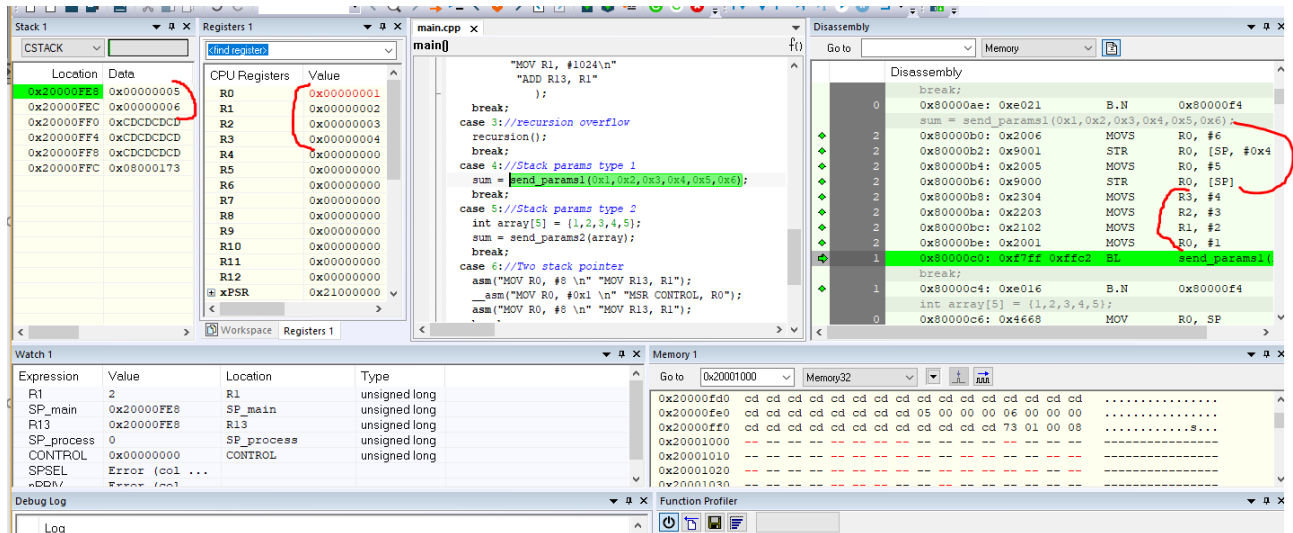 Stack 1
CSTACK
Location Data
0x20000FE8 0x00000005
0x20000FEC 0x00000006
0x20000FF0 0xCDCDCDCD
0x20000FF4 0xCDCDCDCD
0x20000FF8 0xCDCDCDCD
0x20000FFC 0x08000173
Registers 1
<find register>
CPU Registers Value
R0 0x00000001
R1 0x00000002
R2 0x00000003
R3 0x00000004
R4 0x00000000
R5 0x00000000
R6 0x00000000
R7 0x00000000
R8 0x00000000
R9 0x00000000
R10 0x00000000
R11 0x00000000
R12 0x00000000
xPSR 0x21000000
Workspace Registers 1
main.cpp x
main() f()
"MOV R1, #1024\n"
"ADD R13, R1"
);
break;
case 3://recursion overflow
recursion();
break;
case 4://Stack params type 1
sum = send_params1(0x1,0x2,0x3,0x4,0x5,0x6);
break;
case 5://Stack params type 2
int array[5] = {1,2,3,4,5};
sum = send_params2(array);
break;
case 6://Two stack pointer
asm("MOV R0, #8 \n" "MOV R13, R1");
__asm("MOV R0, #0x1 \n" "MSR CONTROL, R0");
asm("MOV R0, #8 \n" "MOV R13, R1");
Disassembly
Go to Memory
Disassembly
break;
0 0x80000ae: 0xe021 B.N 0x80000f4
sum = send_params1(0x1,0x2,0x3,0x4,0x5,0x6);
2 0x80000b0: 0x2006 MOVS R0, #6
2 0x80000b2: 0x9001 STR R0, [SP, #0x4
2 0x80000b4: 0x2005 MOVS R0, #5
2 0x80000b6: 0x9000 STR R0, [SP]
2 0x80000b8: 0x2304 MOVS R3, #4
2 0x80000ba: 0x2203 MOVS R2, #3
2 0x80000bc: 0x2102 MOVS R1, #2
2 0x80000be: 0x2001 MOVS R0, #1
1 0x80000c0: 0xf7ff 0xffc2 BL send_params1(
break;
1 0x80000c4: 0xe016 B.N 0x80000f4
int array[5] = {1,2,3,4,5};
0 0x80000c6: 0x4668 MOV R0, SP
Watch 1
Expression Value Location Type
R1 2 R1 unsigned long
SP_main 0x20000FE8 SP_main unsigned long
R13 0x20000FE8 R13 unsigned long
SP_process 0 SP_process unsigned long
CONTROL 0x00000000 CONTROL unsigned long
SPSEL Error (col ...
Memory 1
Go to 0x20001000 Memory32
0x20000fd0 cd cd cd cd cd cd cd cd cd cd cd cd cd cd cd cd ................
0x20000fe0 cd cd cd cd cd cd cd cd 05 00 00 00 06 00 00 00 ................
0x20000ff0 cd cd cd cd cd cd cd cd cd cd cd cd 73 01 00 08 ............s...
0x20001000 -- -- -- -- -- -- -- -- -- -- -- -- -- -- -- -- ----------------
0x20001010 -- -- -- -- -- -- -- -- -- -- -- -- -- -- -- -- ----------------
0x20001020 -- -- -- -- -- -- -- -- -- -- -- -- -- -- -- -- ----------------
0x20001030 -- -- -- -- -- -- -- -- -- -- -- -- -- -- -- -- ----------------
Debug Log
Log
Function Profiler